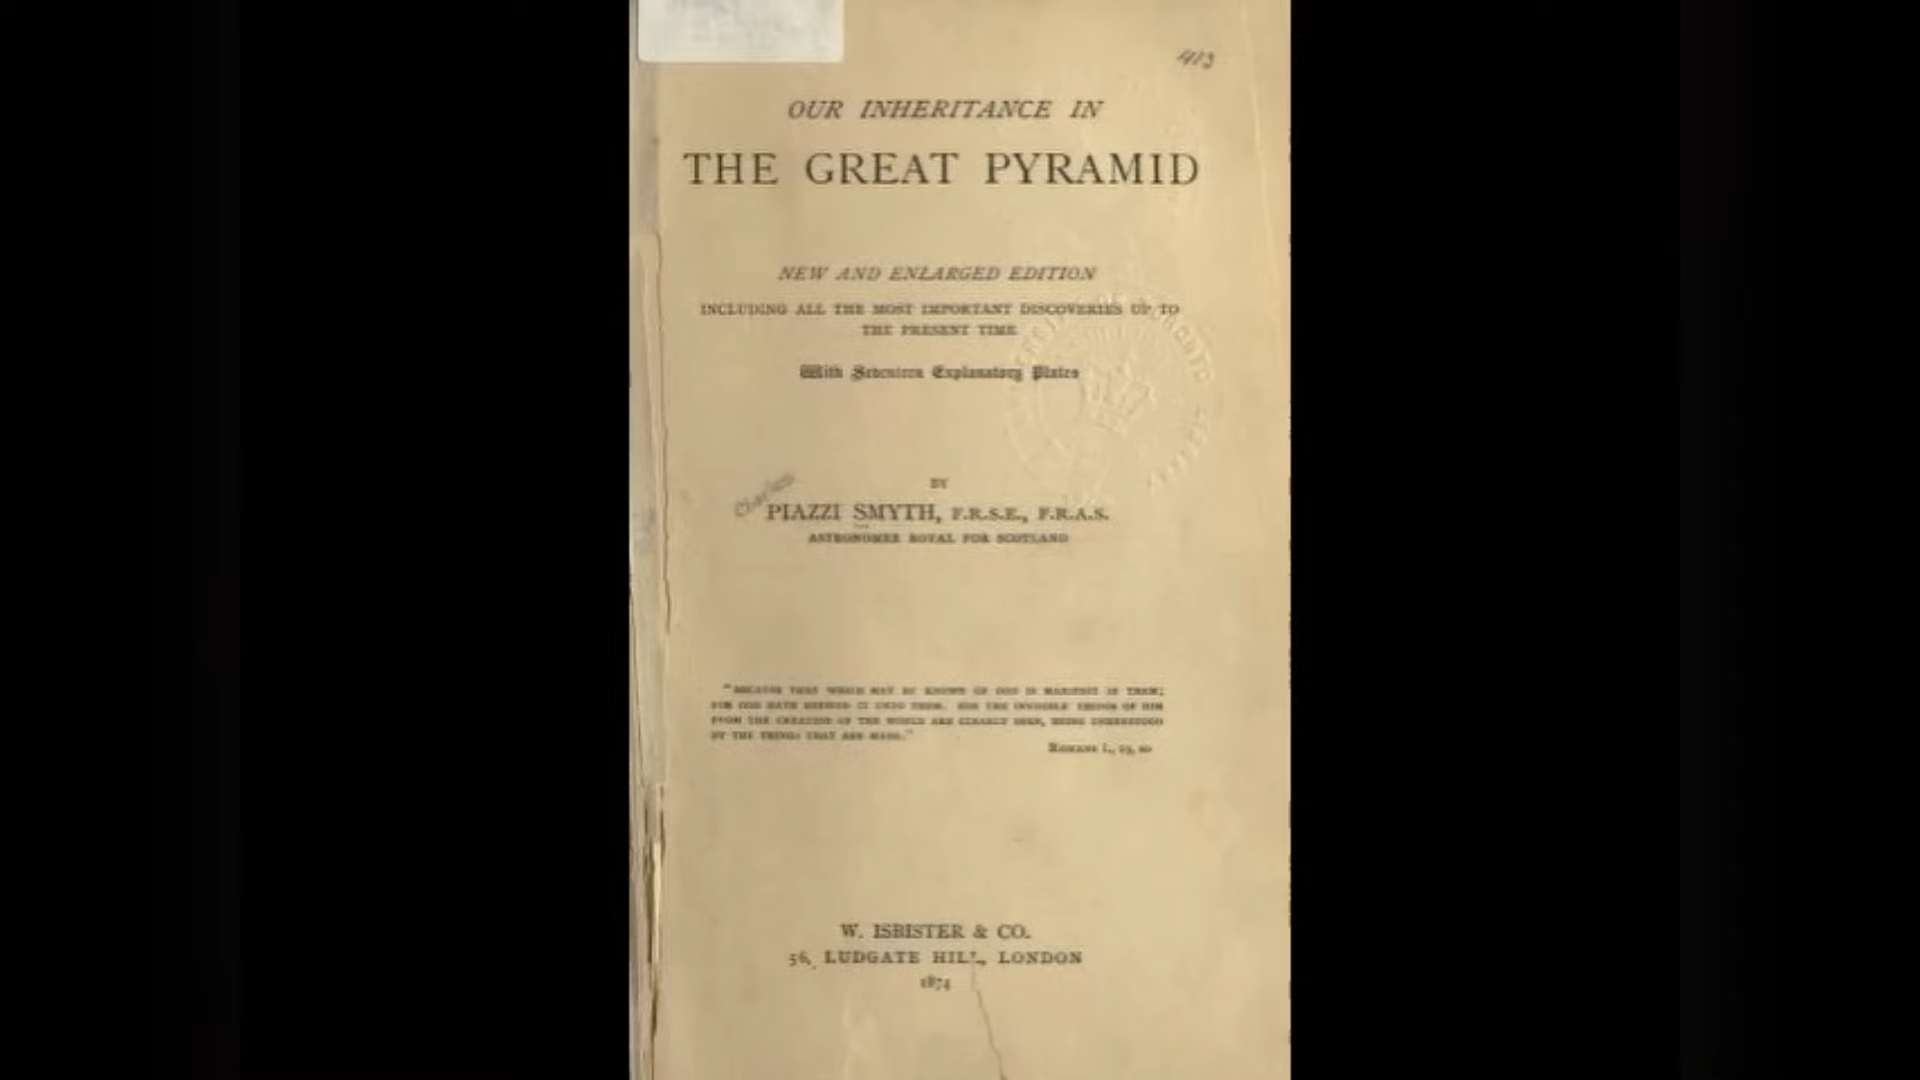 413
OUR INHERITANCE IN
THE GREAT PYRAMID
NEW AND ENLARGED EDITION
INCLUDING ALL THE MOST IMPORTANT DISCOVERIES UP TO
THE PRESENT TIME
With Seventeen Explanatory Plates
BY
Charles
PIAZZI SMYTH, F.R.S.E., F.R.A.S.
ASTRONOMER ROYAL FOR SCOTLAND
"BECAUSE THAT WHICH MAY BE KNOWN OF GOD IS MANIFEST IN THEM;
FOR GOD HATH SHEWED IT UNTO THEM. FOR THE INVISIBLE THINGS OF HIM
FROM THE CREATION OF THE WORLD ARE CLEARLY SEEN, BEING UNDERSTOOD
BY THE THINGS THAT ARE MADE."
ROMANS I., 19, 20
W. ISBISTER & CO.
56, LUDGATE HILL, LONDON
1874